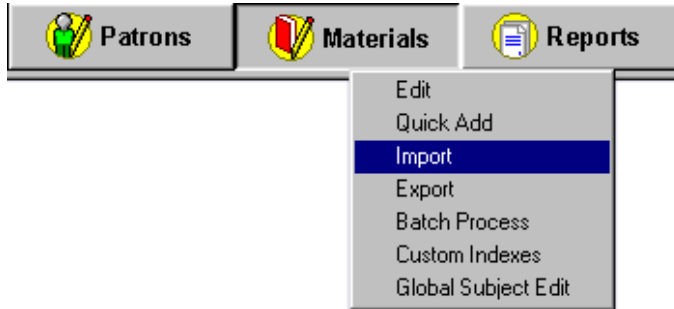 Patrons Materials Reports
Edit
Quick Add
Import
Export
Batch Process
Custom Indexes
Global Subject Edit